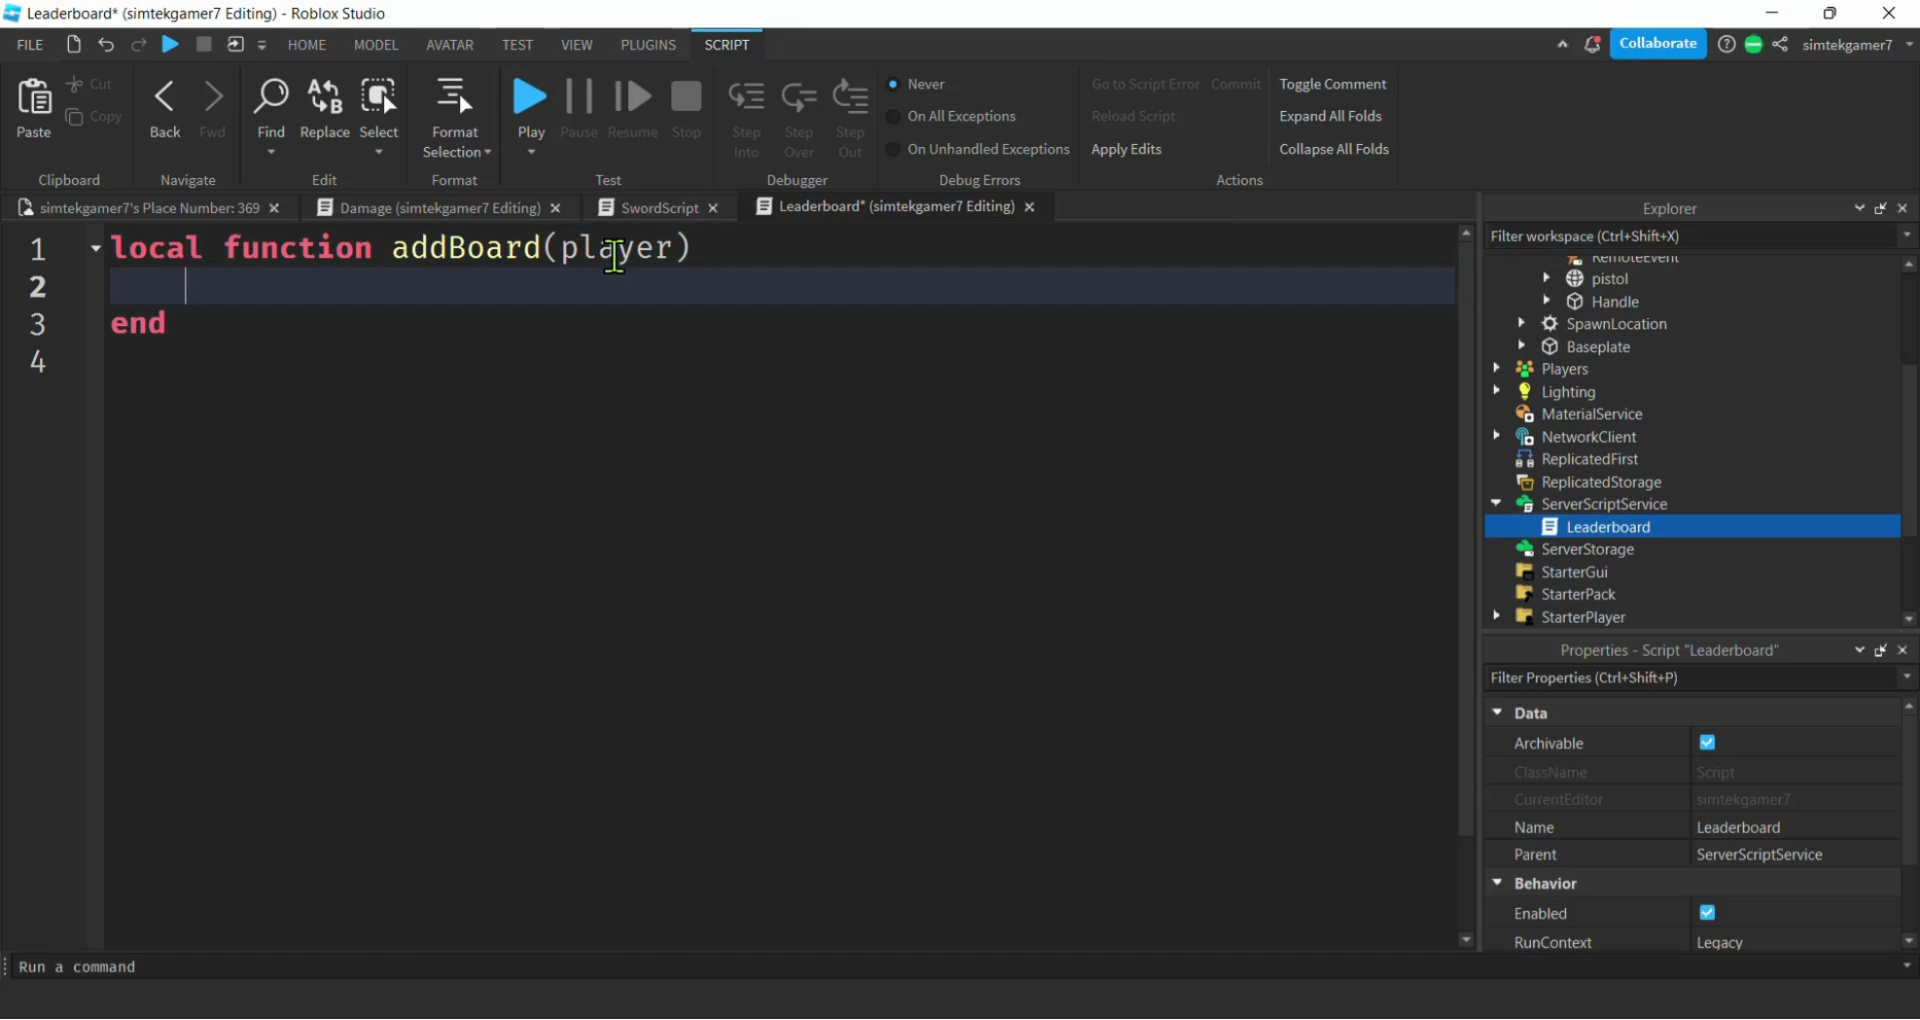 Leaderboard* (simtekgamer7 Editing) - Roblox Studio
FILE HOME MODEL AVATAR TEST VIEW PLUGINS SCRIPT Collaborate simtekgamer7
Paste Cut Copy Back Fwd Find Replace Select Format Selection Play Pause Resume Stop Step Into Step Over Step Out
Never
On All Exceptions
On Unhandled Exceptions
Go to Script Error Commit
Reload Script
Apply Edits
Toggle Comment
Expand All Folds
Collapse All Folds
Clipboard Navigate Edit Format Test Debugger Debug Errors Actions
simtekgamer7's Place Number: 369 Damage (simtekgamer7 Editing) SwordScript Leaderboard* (simtekgamer7 Editing)
1 local function addBoard(player)
2
3 end
4
Explorer
Filter workspace (Ctrl+Shift+X)
RemoteEvent
pistol
Handle
SpawnLocation
Baseplate
Players
Lighting
MaterialService
NetworkClient
ReplicatedFirst
ReplicatedStorage
ServerScriptService
Leaderboard
ServerStorage
StarterGui
StarterPack
StarterPlayer
Properties - Script "Leaderboard"
Filter Properties (Ctrl+Shift+P)
Data
Archivable
ClassName Script
CurrentEditor simtekgamer7
Name Leaderboard
Parent ServerScriptService
Behavior
Enabled
RunContext Legacy
Run a command